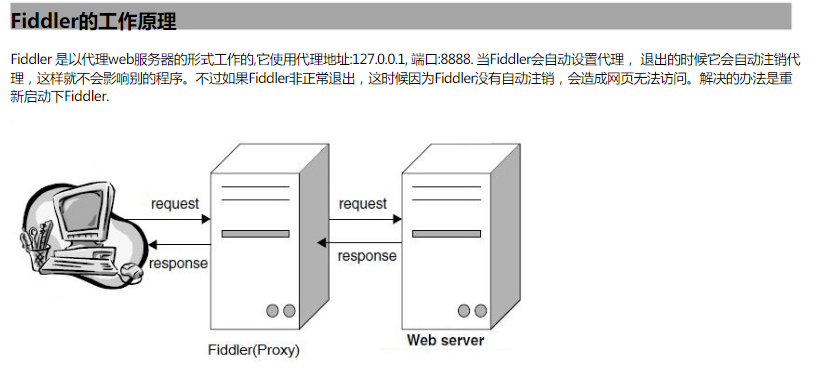 Fiddler的工作原理
Fiddler 是以代理web服务器的形式工作的,它使用代理地址:127.0.0.1, 端口:8888. 当Fiddler会自动设置代理， 退出的时候它会自动注销代
理，这样就不会影响别的程序。不过如果Fiddler非正常退出，这时候因为Fiddler没有自动注销，会造成网页无法访问。解决的办法是重
新启动下Fiddler.
request
request
response
response
Web server
Fiddler(Proxy)